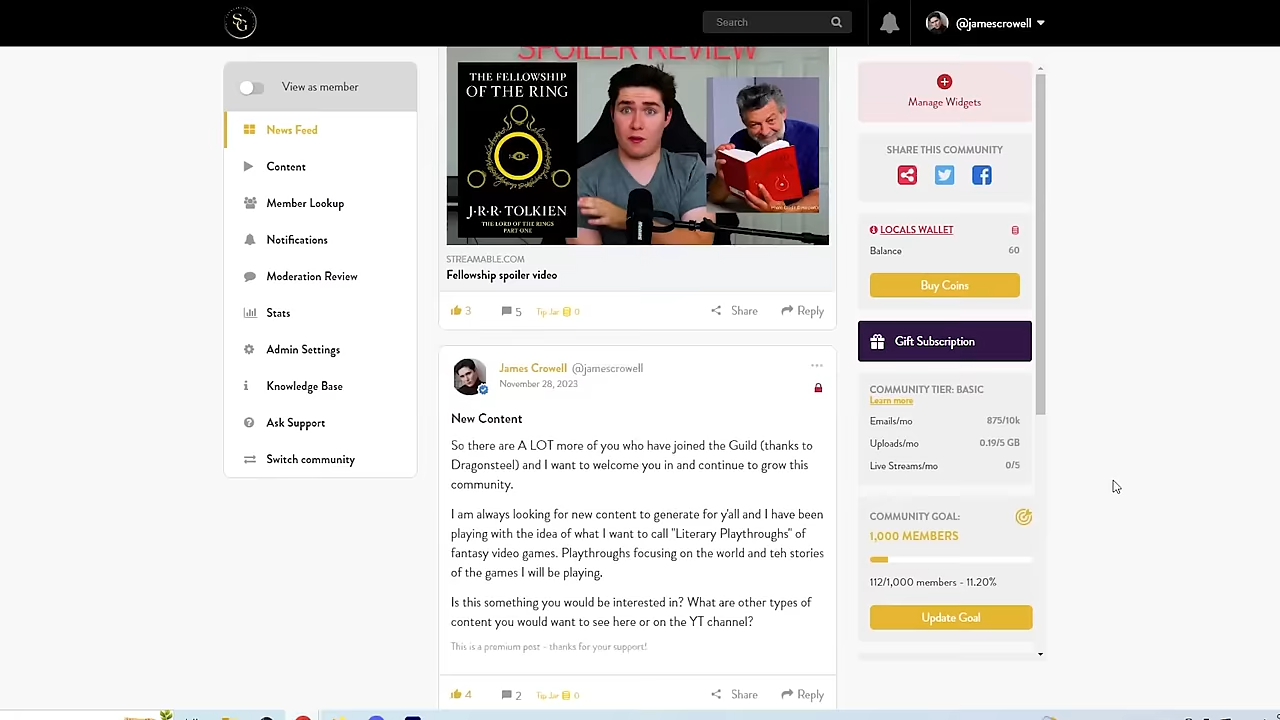 SG
Search
@jamescrowell
View as member
News Feed
Content
Member Lookup
Notifications
Moderation Review
Stats
Admin Settings
Knowledge Base
Ask Support
Switch community
SPOILER REVIEW
THE FELLOWSHIP
OF THE RING
J·R·R·TOLKIEN
THE LORD OF THE RINGS
PART ONE
STREAMABLE.COM
Fellowship spoiler video
3
5
Tip Jar
0
Share
Reply
James Crowell @jamescrowell
November 28, 2023
New Content
So there are A LOT more of you who have joined the Guild (thanks to
Dragonsteel) and I want to welcome you in and continue to grow this
community.
I am always looking for new content to generate for y'all and I have been
playing with the idea of what I want to call "Literary Playthroughs" of
fantasy video games. Playthroughs focusing on the world and teh stories
of the games I will be playing.
Is this something you would be interested in? What are other types of
content you would want to see here or on the YT channel?
This is a premium post - thanks for your support!
4
2
Tip Jar
0
Share
Reply
Manage Widgets
SHARE THIS COMMUNITY
LOCALS WALLET
Balance 60
Buy Coins
Gift Subscription
COMMUNITY TIER: BASIC
Learn more
Emails/mo 875/10k
Uploads/mo 0.19/5 GB
Live Streams/mo 0/5
COMMUNITY GOAL:
1,000 MEMBERS
112/1,000 members - 11.20%
Update Goal